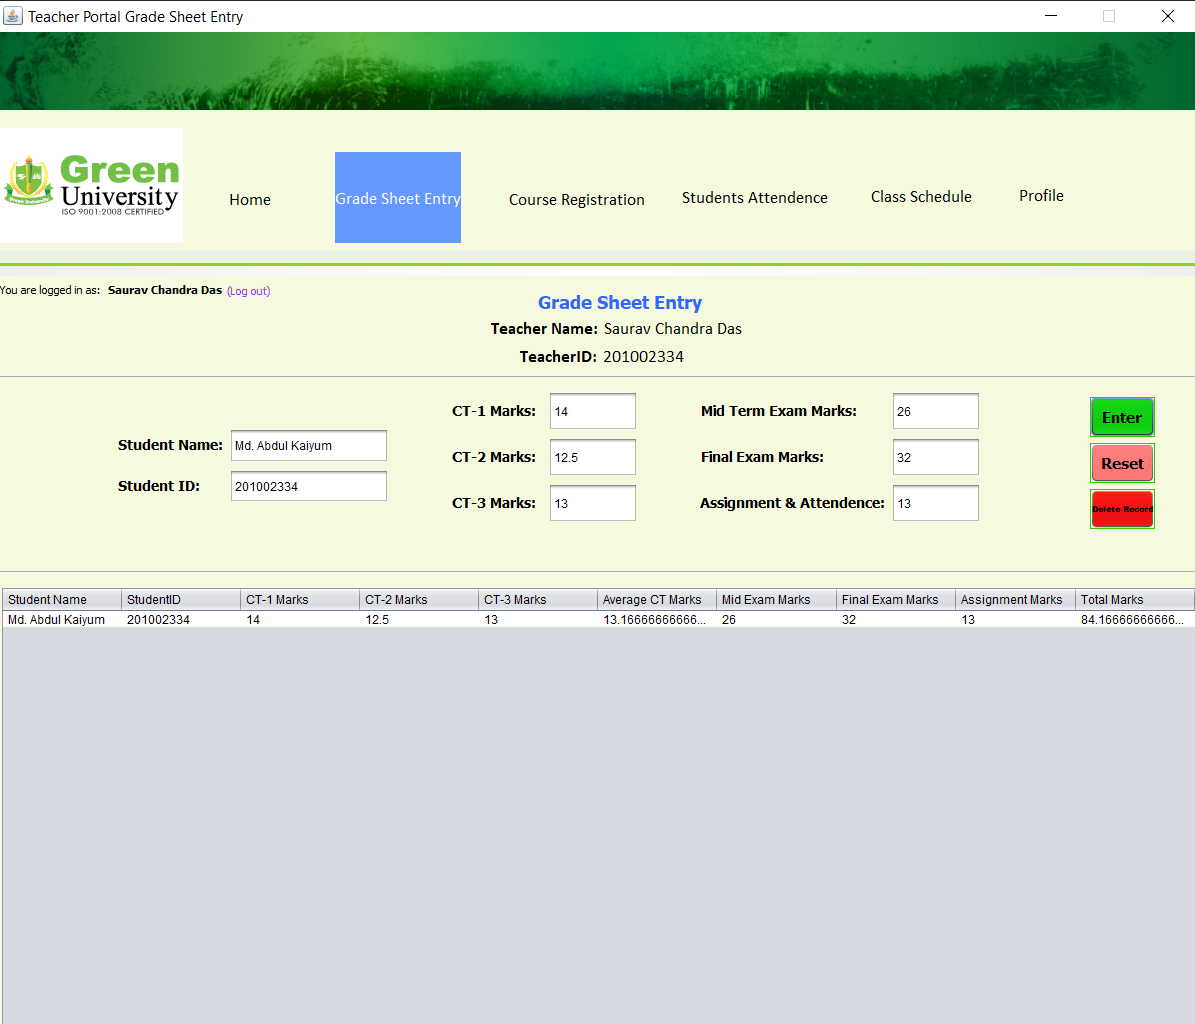 Teacher Portal Grade Sheet Entry
Green
University
ISO 9001:2008 CERTIFIED
Green University
Home
Grade Sheet Entry
Course Registration
Students Attendence
Class Schedule
Profile
You are logged in as: Saurav Chandra Das (Log out)
Grade Sheet Entry
Teacher Name: Saurav Chandra Das
TeacherID: 201002334
Student Name: Md. Abdul Kaiyum
Student ID: 201002334
CT-1 Marks: 14
CT-2 Marks: 12.5
CT-3 Marks: 13
Mid Term Exam Marks: 26
Final Exam Marks: 32
Assignment & Attendence: 13
Enter
Reset
Delete Record
Student Name StudentID CT-1 Marks CT-2 Marks CT-3 Marks Average CT Marks Mid Exam Marks Final Exam Marks Assignment Marks Total Marks
Md. Abdul Kaiyum 201002334 14 12.5 13 13.16666666666... 26 32 13 84.16666666666...